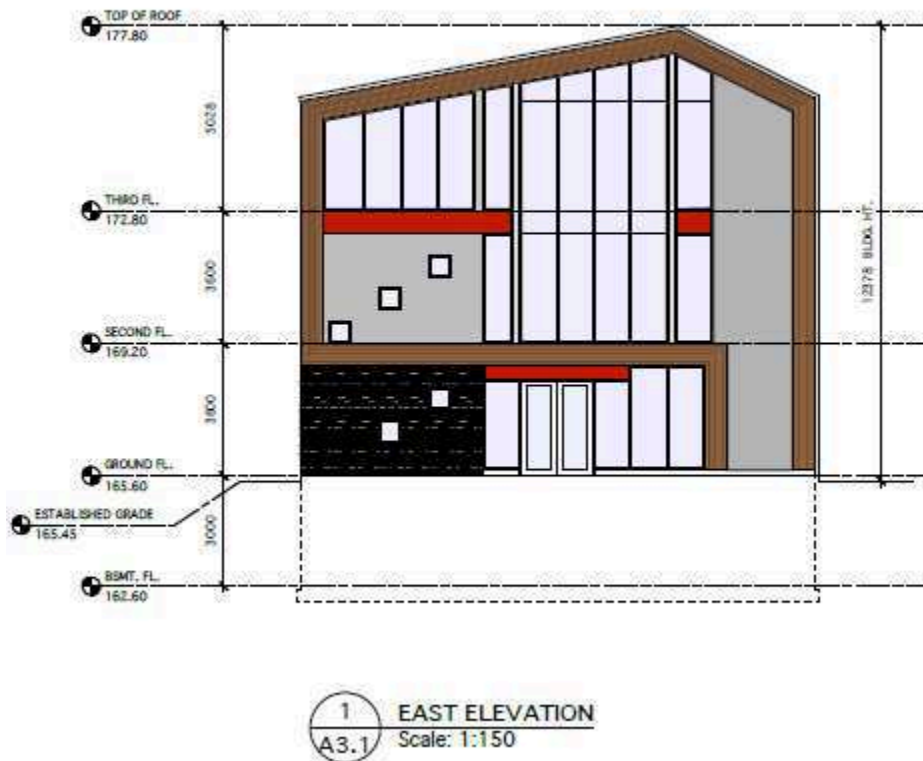 TOP OF ROOF
177.80
5028
THIRD FL.
172.80
3600
12378 BLDG. HT.
SECOND FL.
169.20
3600
GROUND FL.
165.60
ESTABLISHED GRADE
165.45
3000
BSMT. FL.
162.60
1
A3.1
EAST ELEVATION
Scale: 1:150